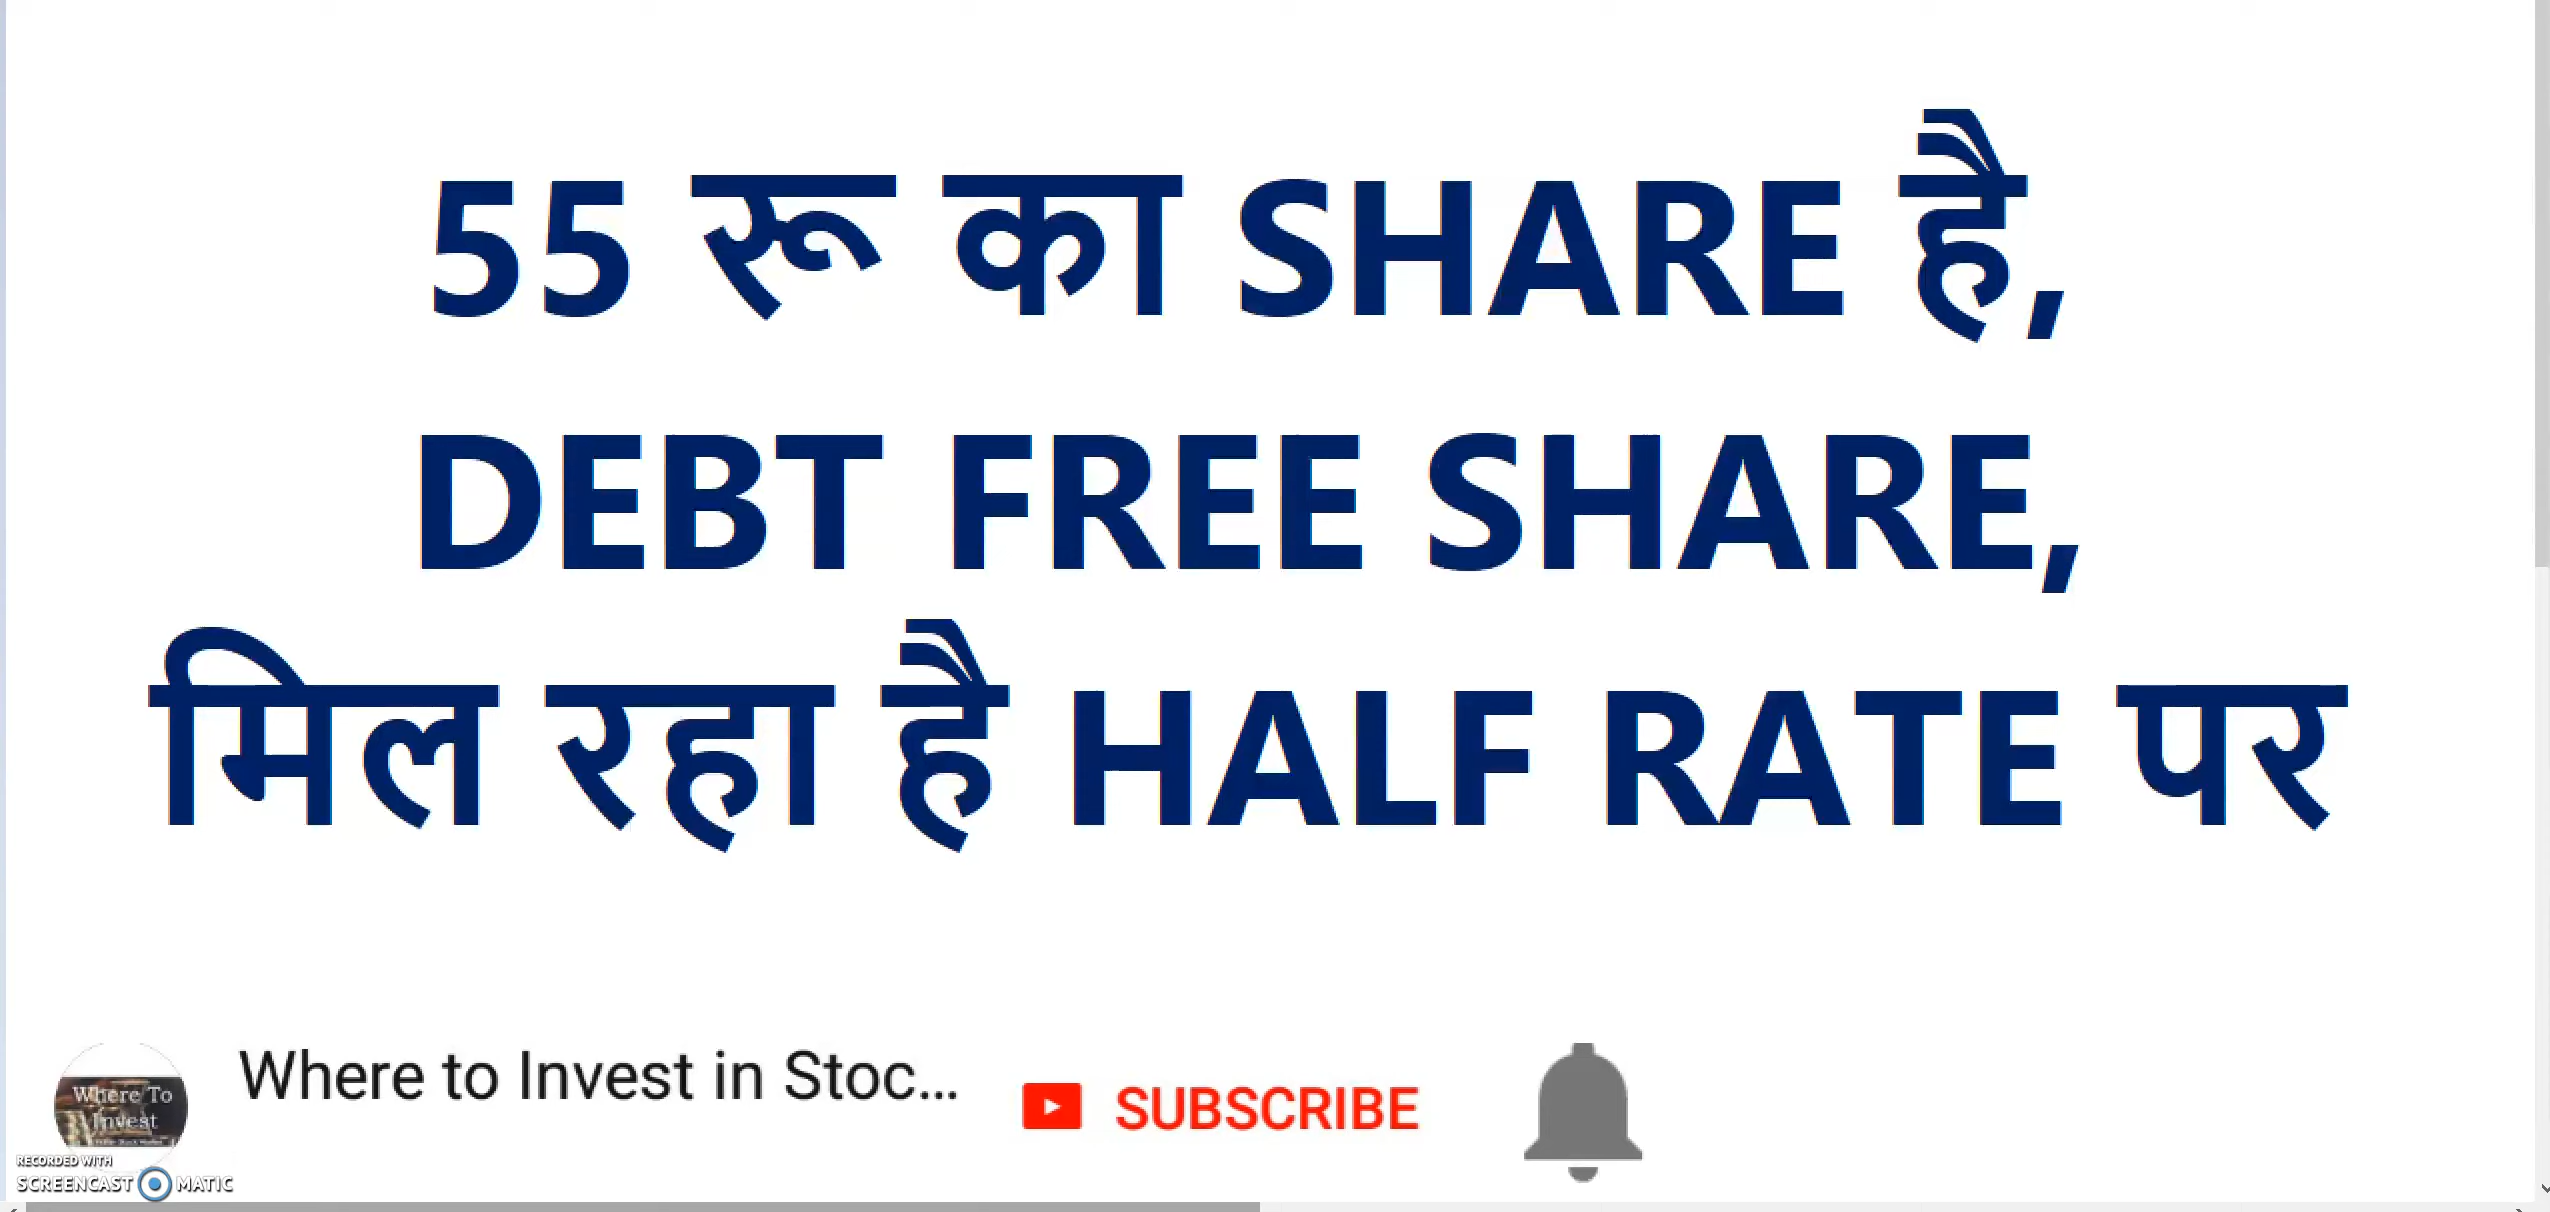 55 रू का SHARE है,
DEBT FREE SHARE,
मिल रहा है HALF RATE पर
Where to Invest in Stoc...
SUBSCRIBE
Where To
Invest
RECORDED WITH
SCREENCAST MATIC